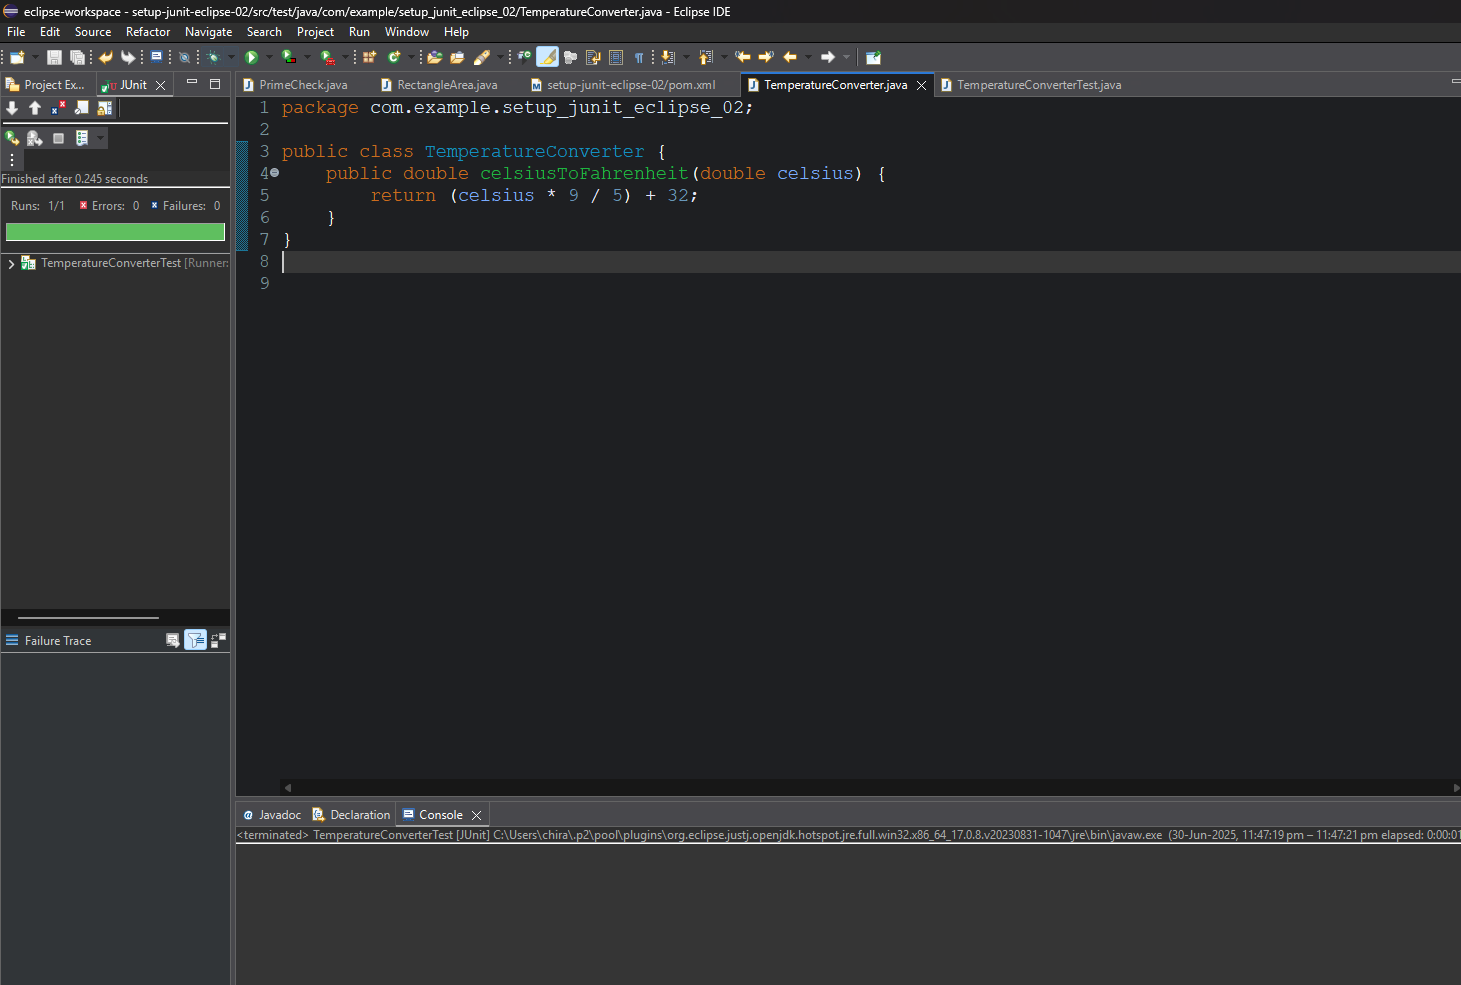 eclipse-workspace - setup-junit-eclipse-02/src/test/java/com/example/setup_junit_eclipse_02/TemperatureConverter.java - Eclipse IDE
File Edit Source Refactor Navigate Search Project Run Window Help
Project Ex... JUnit
PrimeCheck.java RectangleArea.java setup-junit-eclipse-02/pom.xml TemperatureConverter.java TemperatureConverterTest.java
Finished after 0.245 seconds
Runs: 1/1 Errors: 0 Failures: 0
TemperatureConverterTest [Runner:
Failure Trace
1 package com.example.setup_junit_eclipse_02;
2
3 public class TemperatureConverter {
4 public double celsiusToFahrenheit(double celsius) {
5 return (celsius * 9 / 5) + 32;
6 }
7 }
8
9
Javadoc Declaration Console
<terminated> TemperatureConverterTest [JUnit] C:\Users\chira\.p2\pool\plugins\org.eclipse.justj.openjdk.hotspot.jre.full.win32.x86_64_17.0.8.v20230831-1047\jre\bin\javaw.exe (30-Jun-2025, 11:47:19 pm – 11:47:21 pm elapsed: 0:00:01